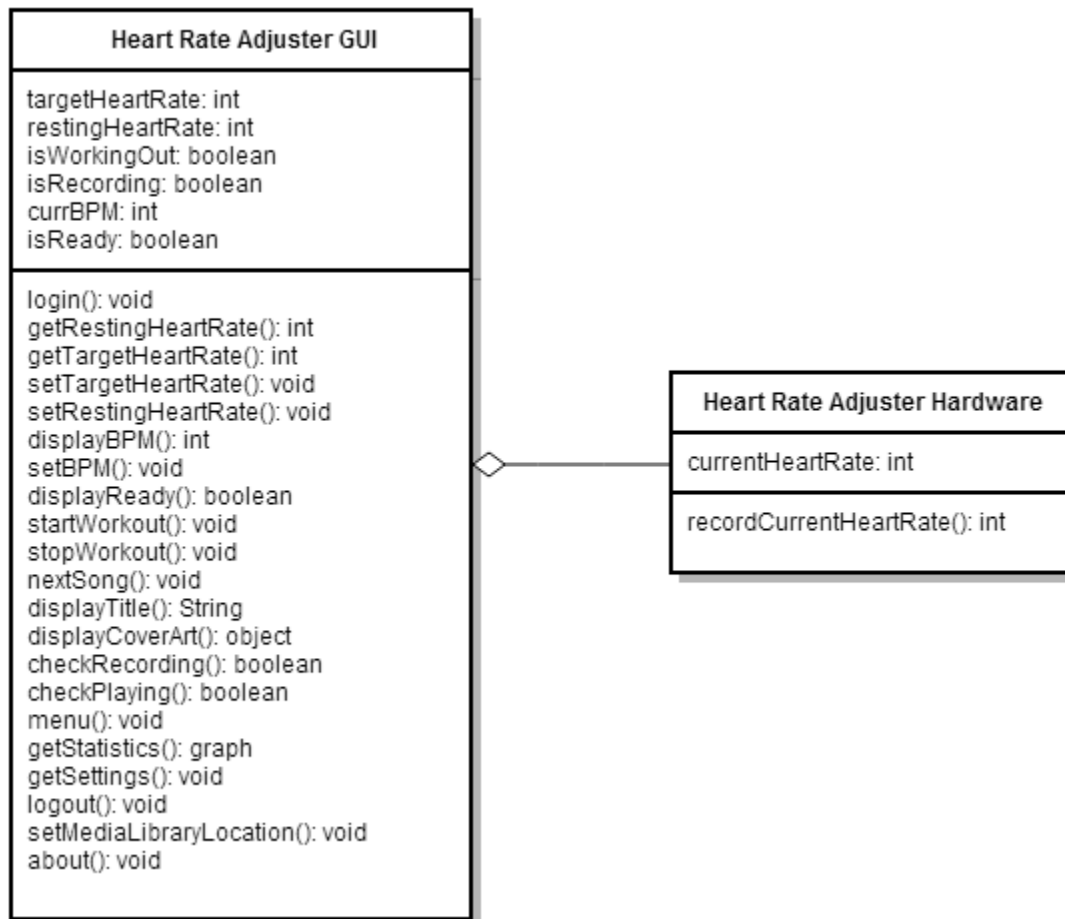 Heart Rate Adjuster GUI
targetHeartRate: int
restingHeartRate: int
isWorkingOut: boolean
isRecording: boolean
currBPM: int
isReady: boolean
login(): void
getRestingHeartRate(): int
getTargetHeartRate(): int
setTargetHeartRate(): void
setRestingHeartRate(): void
displayBPM(): int
setBPM(): void
displayReady(): boolean
startWorkout(): void
stopWorkout(): void
nextSong(): void
displayTitle(): String
displayCoverArt(): object
checkRecording(): boolean
checkPlaying(): boolean
menu(): void
getStatistics(): graph
getSettings(): void
logout(): void
setMediaLibraryLocation(): void
about(): void
Heart Rate Adjuster Hardware
currentHeartRate: int
recordCurrentHeartRate(): int